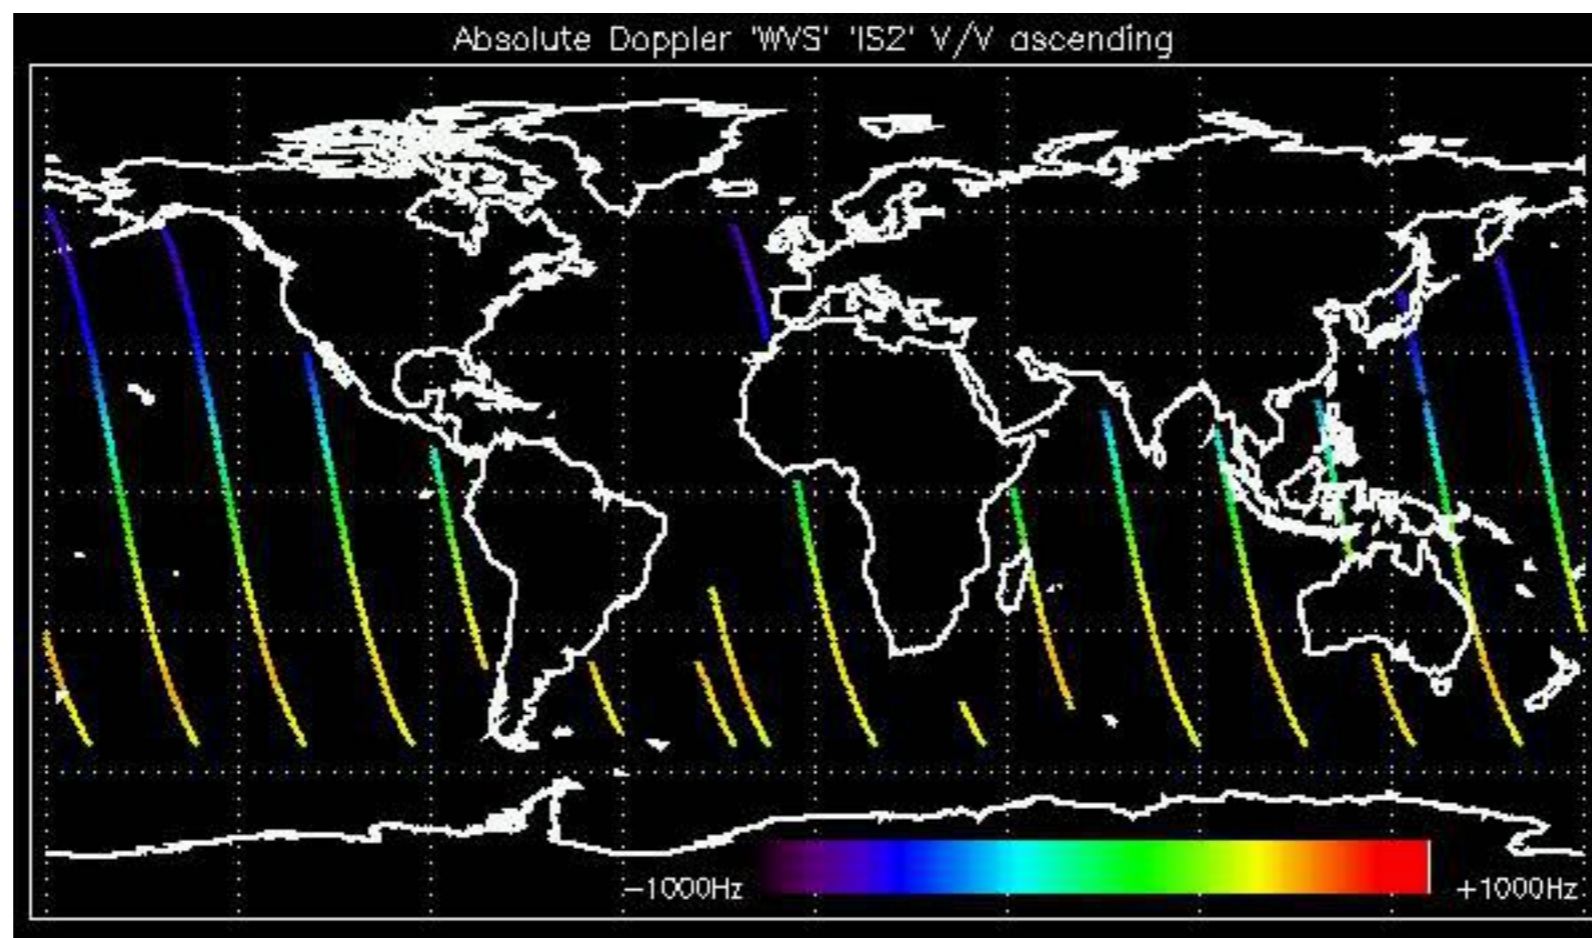 Absolute Doppler 'WVS' 'IS2' V/V ascending
-1000Hz +1000Hz